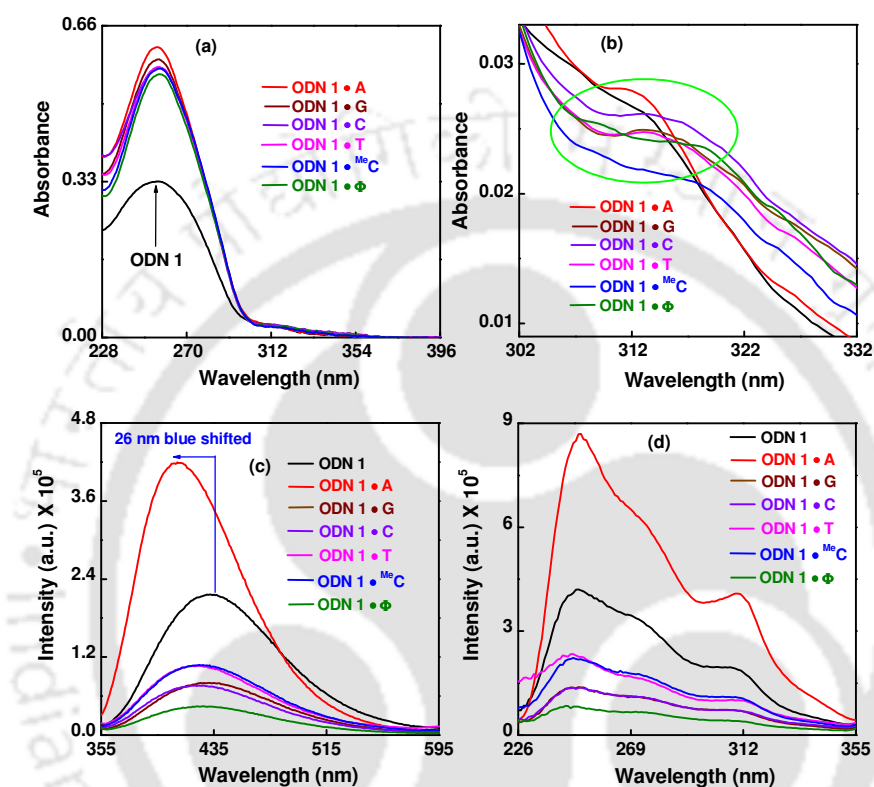 (a)
0.66
0.33
0.00
Absorbance
ODN 1 • A
ODN 1 • G
ODN 1 • C
ODN 1 • T
ODN 1 • MeC
ODN 1 • Φ
ODN 1
228 270 312 354 396
Wavelength (nm)
(b)
0.03
0.02
0.01
Absorbance
ODN 1 • A
ODN 1 • G
ODN 1 • C
ODN 1 • T
ODN 1 • MeC
ODN 1 • Φ
302 312 322 332
Wavelength (nm)
4.8
3.6
2.4
1.2
0.0
Intensity (a.u.) X 10⁵
26 nm blue shifted
(c)
ODN 1
ODN 1 • A
ODN 1 • G
ODN 1 • C
ODN 1 • T
ODN 1 • MeC
ODN 1 • Φ
355 435 515 595
Wavelength (nm)
9
6
3
0
Intensity (a.u.) X 10⁵
(d)
ODN 1
ODN 1 • A
ODN 1 • G
ODN 1 • C
ODN 1 • T
ODN 1 • MeC
ODN 1 • Φ
226 269 312 355
Wavelength (nm)